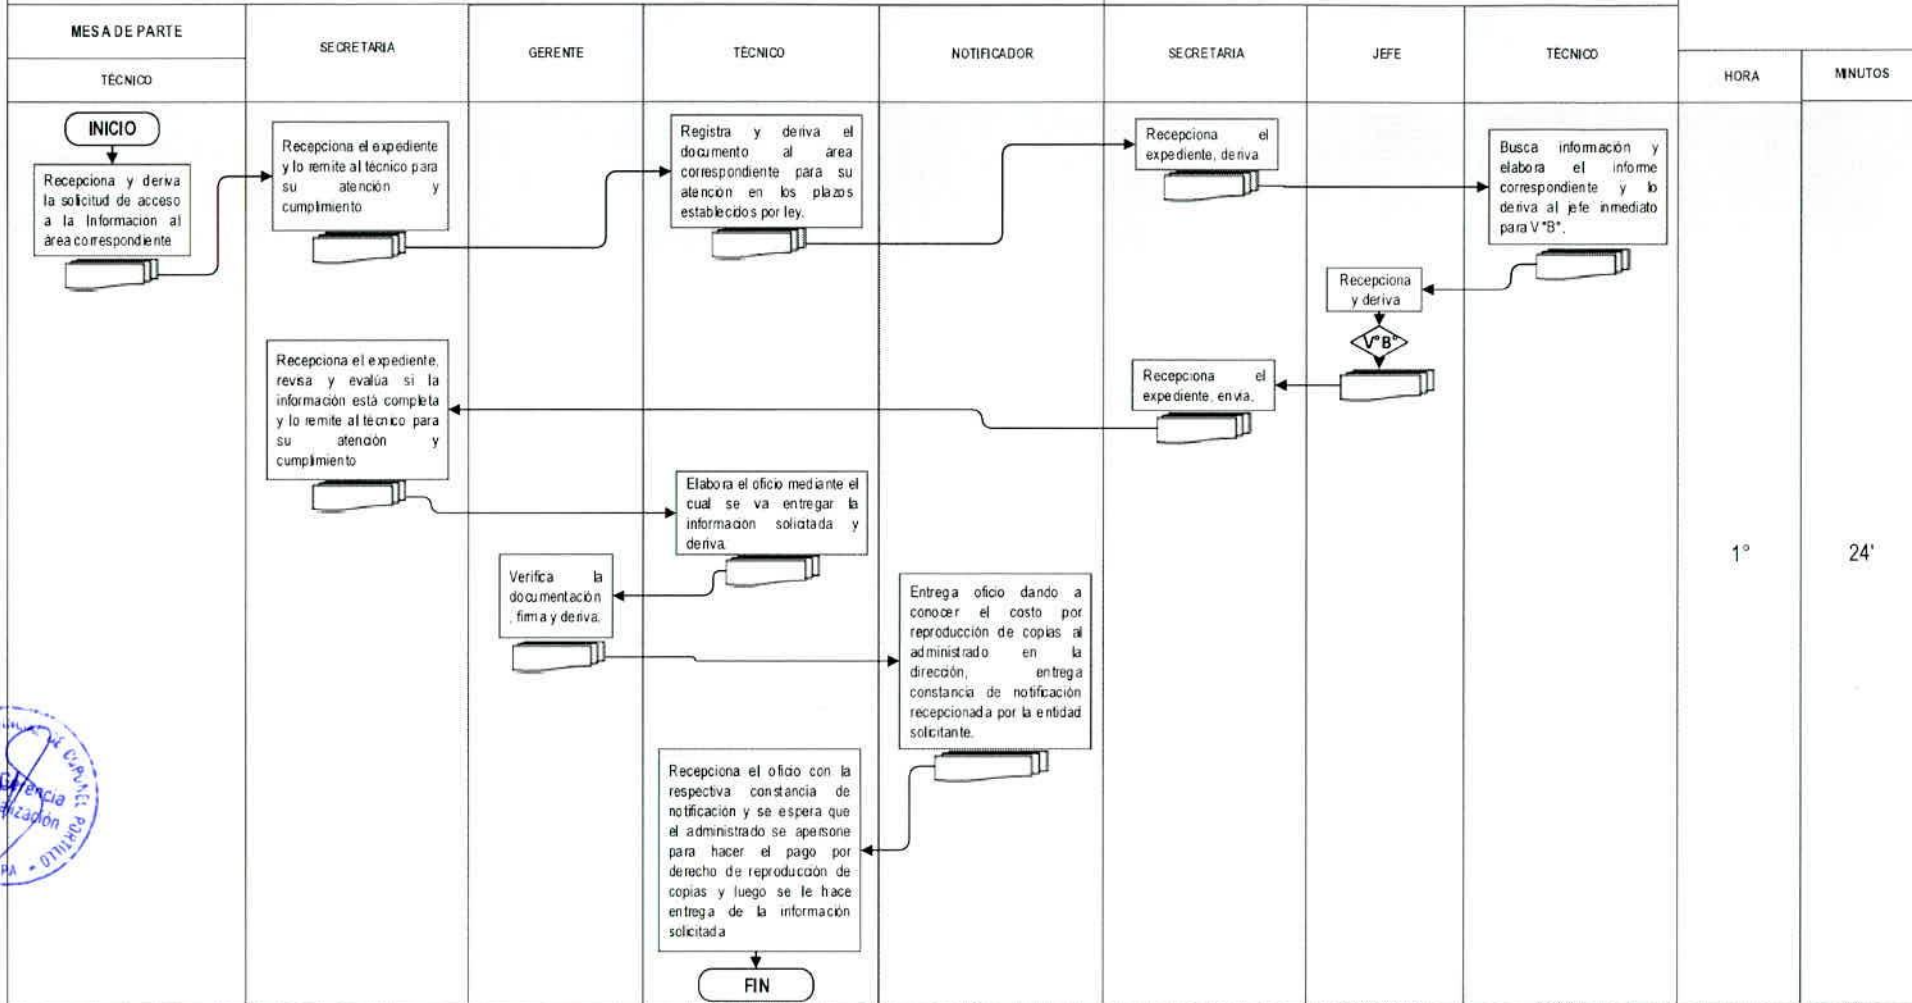 MESA DE PARTE
TÉCNICO
SECRETARIA
GERENTE
TÉCNICO
NOTIFICADOR
SECRETARIA
JEFE
TÉCNICO
HORA
MINUTOS
INICIO
Recepciona y deriva
la solicitud de acceso
a la Información al
área correspondiente
Recepciona el expediente
y lo remite al técnico para
su atención y
cumplimiento
Registra y deriva el
documento al area
correspondiente para su
atención en los plazos
establecidos por ley.
Recepciona el
expediente, deriva
Busca información y
elabora el informe
correspondiente y lo
deriva al jefe inmediato
para V°B°.
Recepciona
y deriva
V°B°
Recepciona el
expediente, envia.
Recepciona el expediente,
revisa y evalúa si la
información está completa
y lo remite al técnico para
su atención y
cumplimiento
Elabora el oficio mediante el
cual se va entregar la
información solicitada y
deriva.
Verifica la
documentación
, firma y deriva.
Entrega oficio dando a
conocer el costo por
reproducción de copias al
administrado en la
dirección, entrega
constancia de notificación
recepcionada por la entidad
solicitante.
Recepciona el oficio con la
respectiva constancia de
notificación y se espera que
el administrado se apersone
para hacer el pago por
derecho de reproducción de
copias y luego se le hace
entrega de la información
solicitada
FIN
1°
24'
DE CORONEL PORTILLO
Gerencia